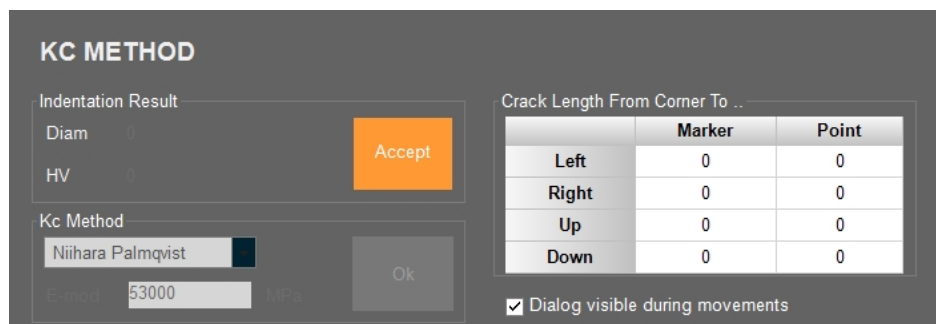 KC METHOD
Indentation Result
Diam 0
HV 0
Accept
Kc Method
Niihara Palmqvist
E-mod 53000 MPa
Ok
Crack Length From Corner To ..
Marker Point
Left 0 0
Right 0 0
Up 0 0
Down 0 0
Dialog visible during movements